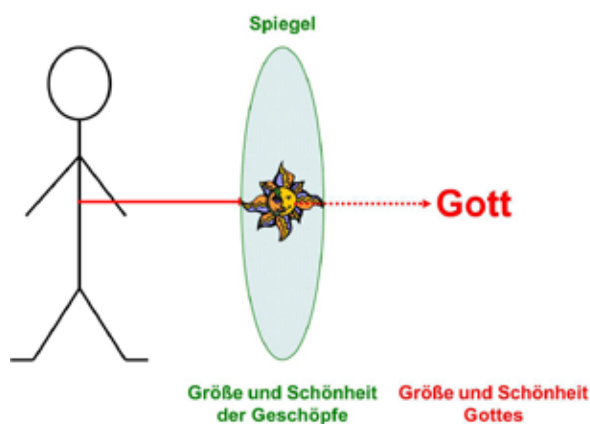 Spiegel
Gott
Größe und Schönheit
der Geschöpfe
Größe und Schönheit
Gottes